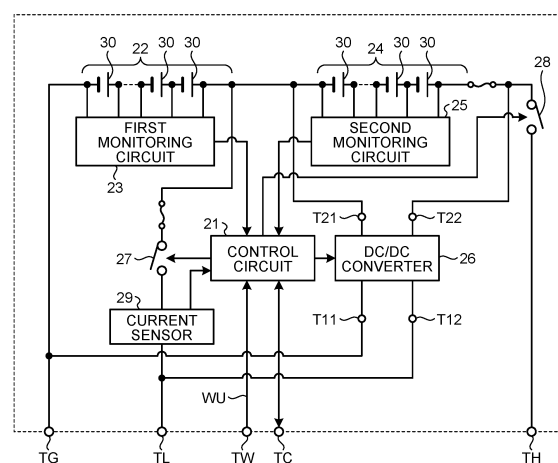 30 22 30 30 30 24 30 30 28
FIRST
MONITORING
CIRCUIT
23
25
SECOND
MONITORING
CIRCUIT
T21 T22
21
27
CONTROL
CIRCUIT
DC/DC
CONVERTER
26
29
CURRENT
SENSOR
T11 T12
WU
TG TL TW TC TH